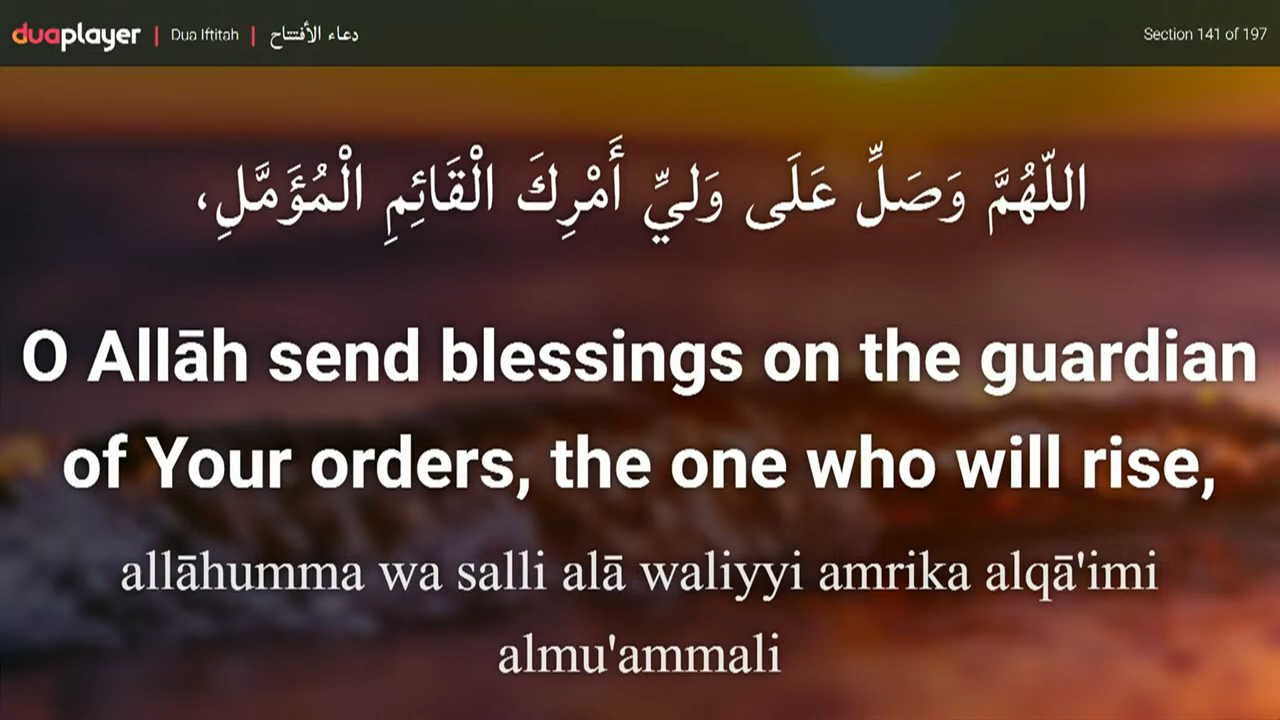 duaplayer | Dua Iftitah | دعاء الأفتتاح
Section 141 of 197
اللّهُمَّ وَصَلِّ عَلَى وَليِّ أَمْرِكَ الْقَائِمِ الْمُؤَمَّلِ،
O Allāh send blessings on the guardian
of Your orders, the one who will rise,
allāhumma wa salli alā waliyyi amrika alqā'imi
almu'ammali